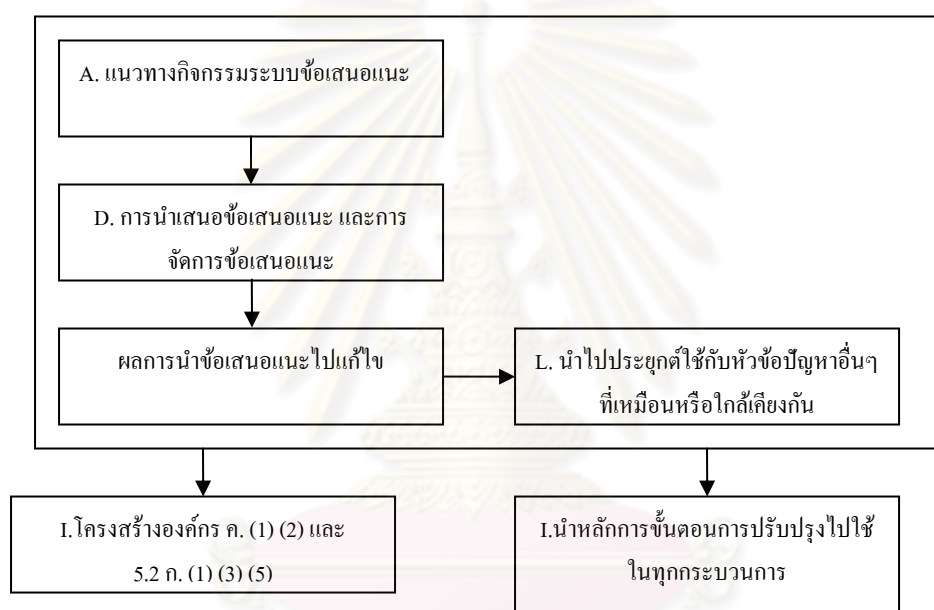 A. แนวทางกิจกรรมระบบข้อเสนอแนะ
D. การนำเสนอข้อเสนอแนะ และการ
จัดการข้อเสนอแนะ
ผลการนำข้อเสนอแนะไปแก้ไข
L. นำไปประยุกต์ใช้กับหัวข้อปัญหาอื่นๆ
ที่เหมือนหรือใกล้เคียงกัน
I.โครงสร้างองค์กร ค. (1) (2) และ
5.2 ก. (1) (3) (5)
I.นำหลักการขั้นตอนการปรับปรุงไปใช้
ในทุกกระบวนการ